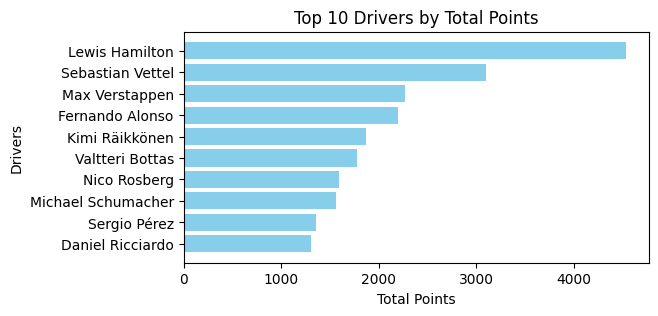 Top 10 Drivers by Total Points
Lewis Hamilton
Sebastian Vettel
Max Verstappen
Fernando Alonso
Kimi Räikkönen
Valtteri Bottas
Nico Rosberg
Michael Schumacher
Sergio Pérez
Daniel Ricciardo
Drivers
0 1000 2000 3000 4000
Total Points